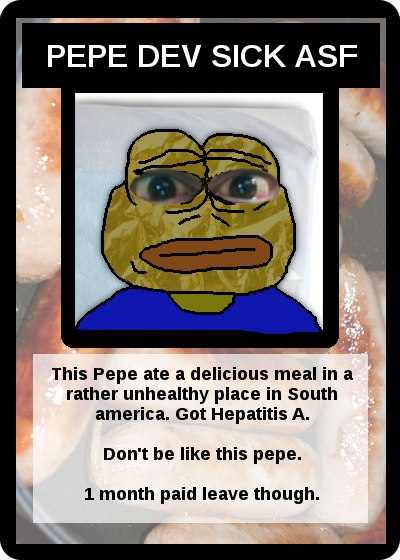 PEPE DEV SICK ASF
This Pepe ate a delicious meal in a
rather unhealthy place in South
america. Got Hepatitis A.
Don't be like this pepe.
1 month paid leave though.